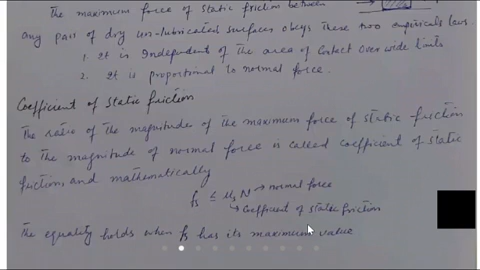 The maximum force of static friction between
any pair of dry un-lubricated surfaces obeys these two empirical laws.
1. It is Independent of the area of contact over wide limits
2. It is proportional to normal force.
Coefficient of static friction
The ratio of the magnitude of the maximum force of static friction
to the magnitude of normal force is called coefficient of static
friction and mathematically
fs ≤ μs N → normal force
↳ coefficient of static friction
The equality holds when fs has its maximum value